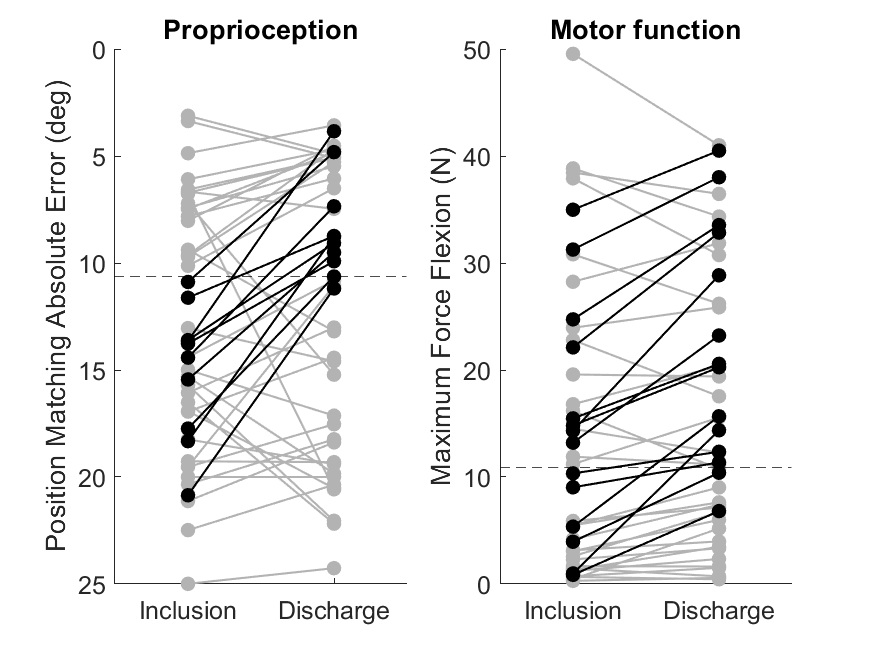 Proprioception
Position Matching Absolute Error (deg)
0
5
10
15
20
25
Inclusion
Discharge
Motor function
Maximum Force Flexion (N)
50
40
30
20
10
0
Inclusion
Discharge